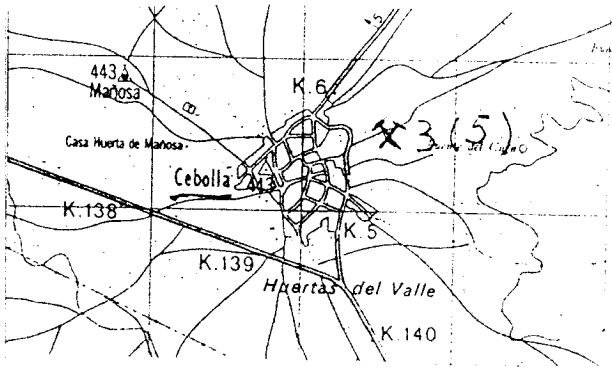 K.6
443
Mañosa
3 (5)
Casa Huerta de Mañosa
Cebolla
443
K.138
K.5
K.139
Huertas del Valle
K.140